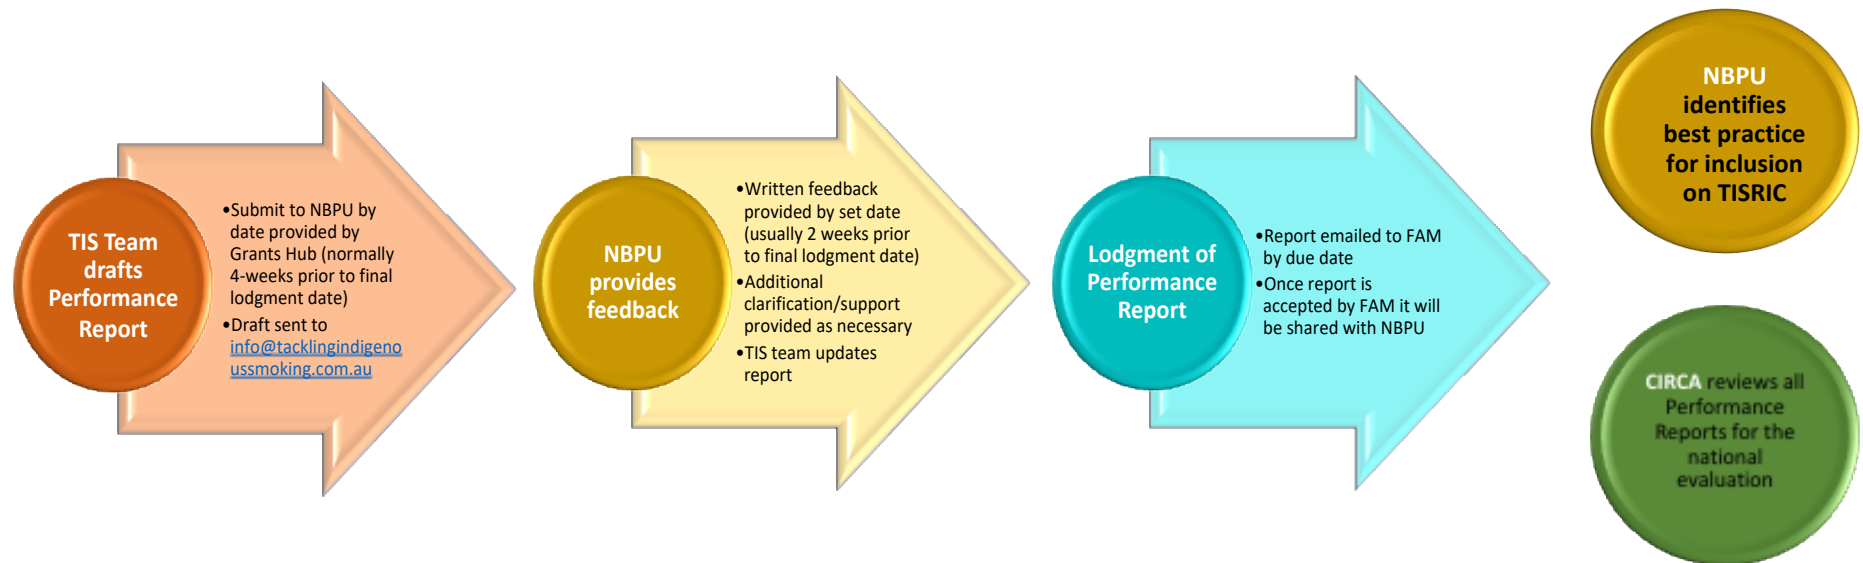 TIS Team
drafts
Performance
Report
•Submit to NBPU by
date provided by
Grants Hub (normally
4-weeks prior to final
lodgment date)
•Draft sent to
info@tacklingindigeno
ussmoking.com.au
NBPU
provides
feedback
•Written feedback
provided by set date
(usually 2 weeks prior
to final lodgment date)
•Additional
clarification/support
provided as necessary
•TIS team updates
report
Lodgment of
Performance
Report
•Report emailed to FAM
by due date
•Once report is
accepted by FAM it will
be shared with NBPU
NBPU
identifies
best practice
for inclusion
on TISRIC
CIRCA reviews all
Performance
Reports for the
national
evaluation